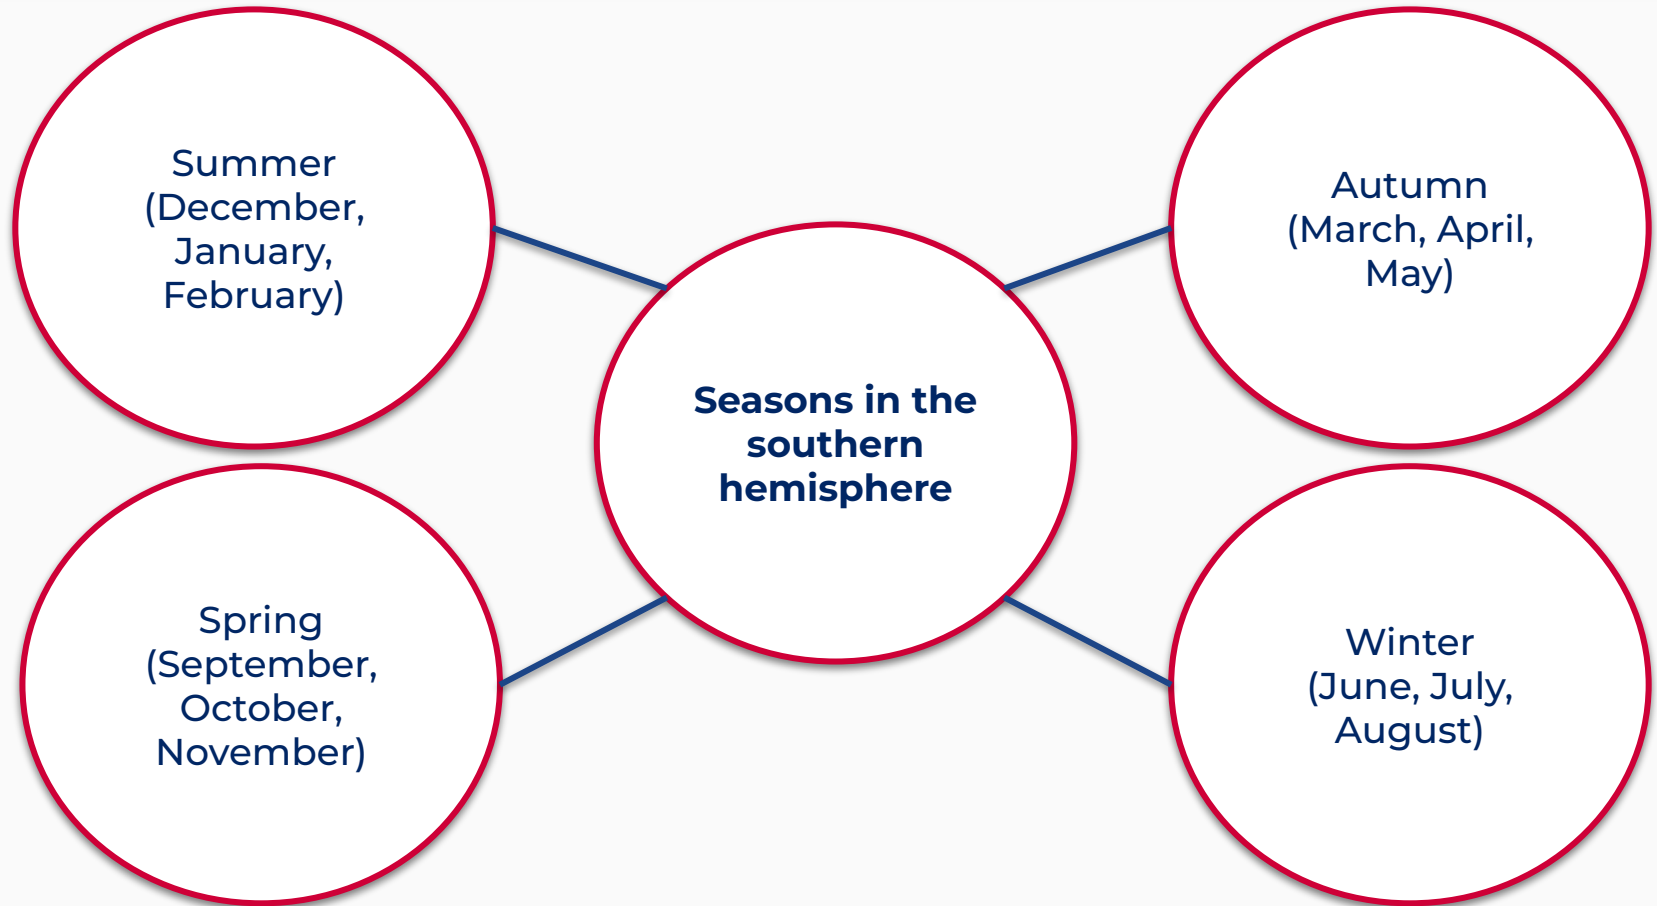 Summer
(December,
January,
February)
Autumn
(March, April,
May)
Seasons in the
southern
hemisphere
Spring
(September,
October,
November)
Winter
(June, July,
August)